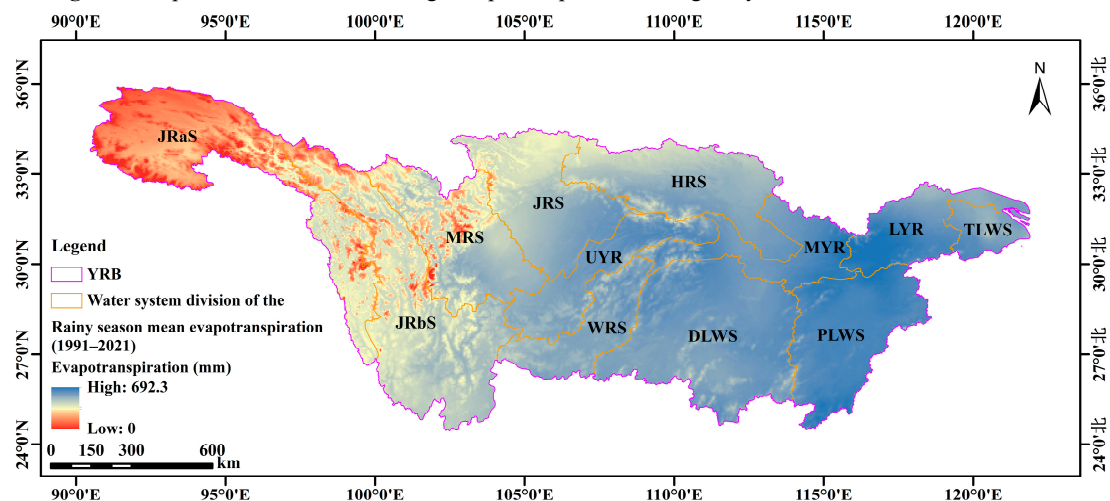 90°0'E 95°0'E 100°0'E 105°0'E 110°0'E 115°0'E 120°0'E
36°0'N
33°0'N
30°0'N
27°0'N
24°0'N
36°0'北
33°0'北
30°0'北
27°0'北
24°0'北
N
JRaS
HRS
JRS
MRS
LYR
TLWS
MYR
UYR
JRbS
WRS
DLWS
PLWS
Legend
YRB
Water system division of the
Rainy season mean evapotranspiration
(1991–2021)
Evapotranspiration (mm)
High: 692.3
Low: 0
0 150 300 600
km
90°0'E 95°0'E 100°0'E 105°0'E 110°0'E 115°0'E 120°0'E